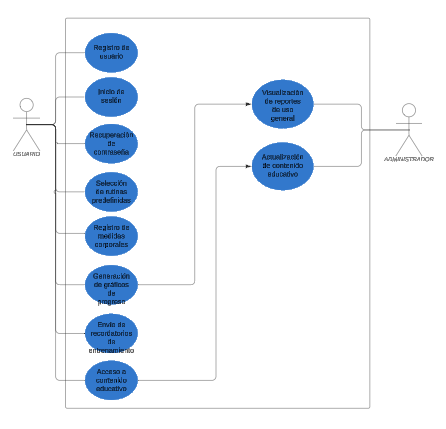 Registro de
usuario
Inicio de
sesión
Recuperación
de
contraseña
Selección
de rutinas
predefinidas
Registro de
medidas
corporales
Generación
de gráficos
de
progreso
Envío de
recordatorios
de
entrenamiento
Acceso a
contenido
educativo
USUARIO
Visualización
de reportes
de uso
general
Actualización
de contenido
educativo
ADMINISTRADOR